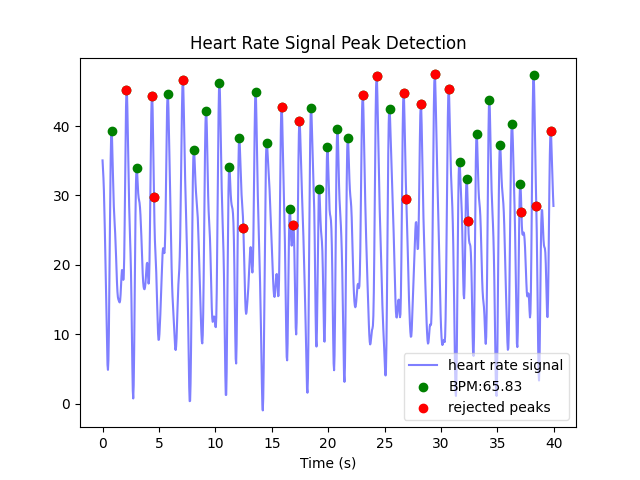 Heart Rate Signal Peak Detection
40
30
20
10
0
heart rate signal
BPM:65.83
rejected peaks
0 5 10 15 20 25 30 35 40
Time (s)